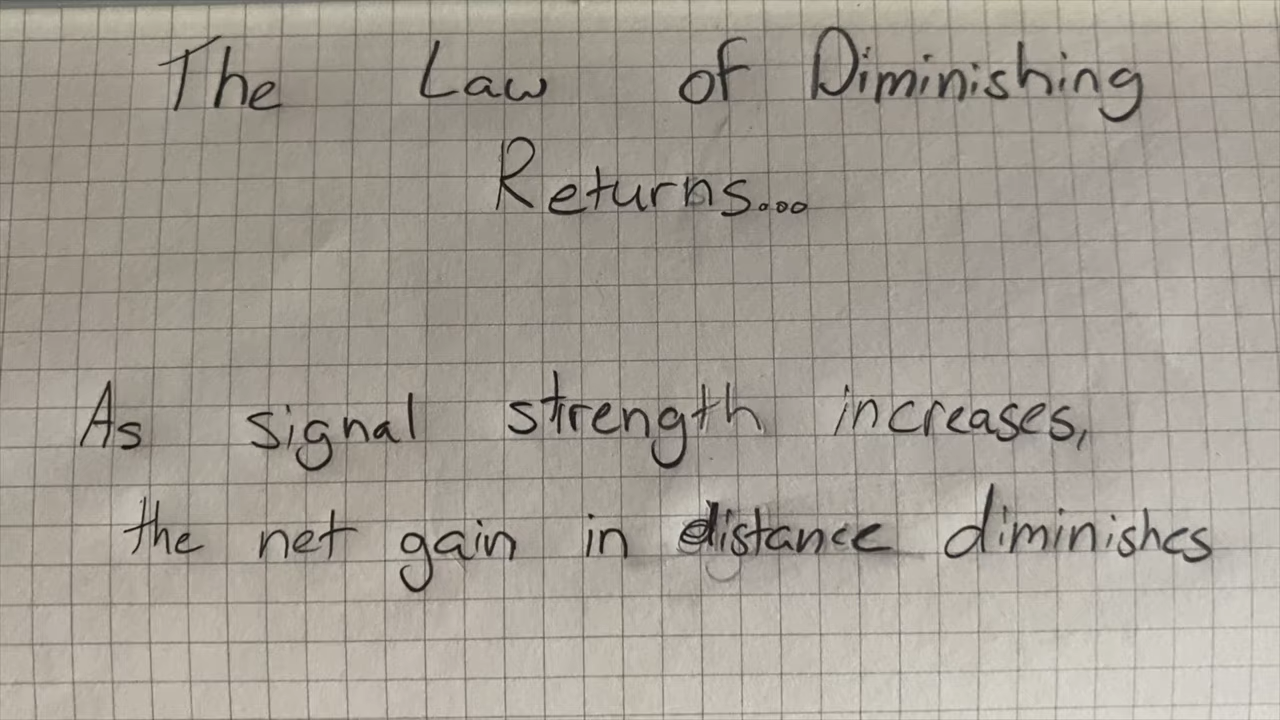 The Law of Diminishing
Returns...
As signal strength increases,
the net gain in distance diminishes